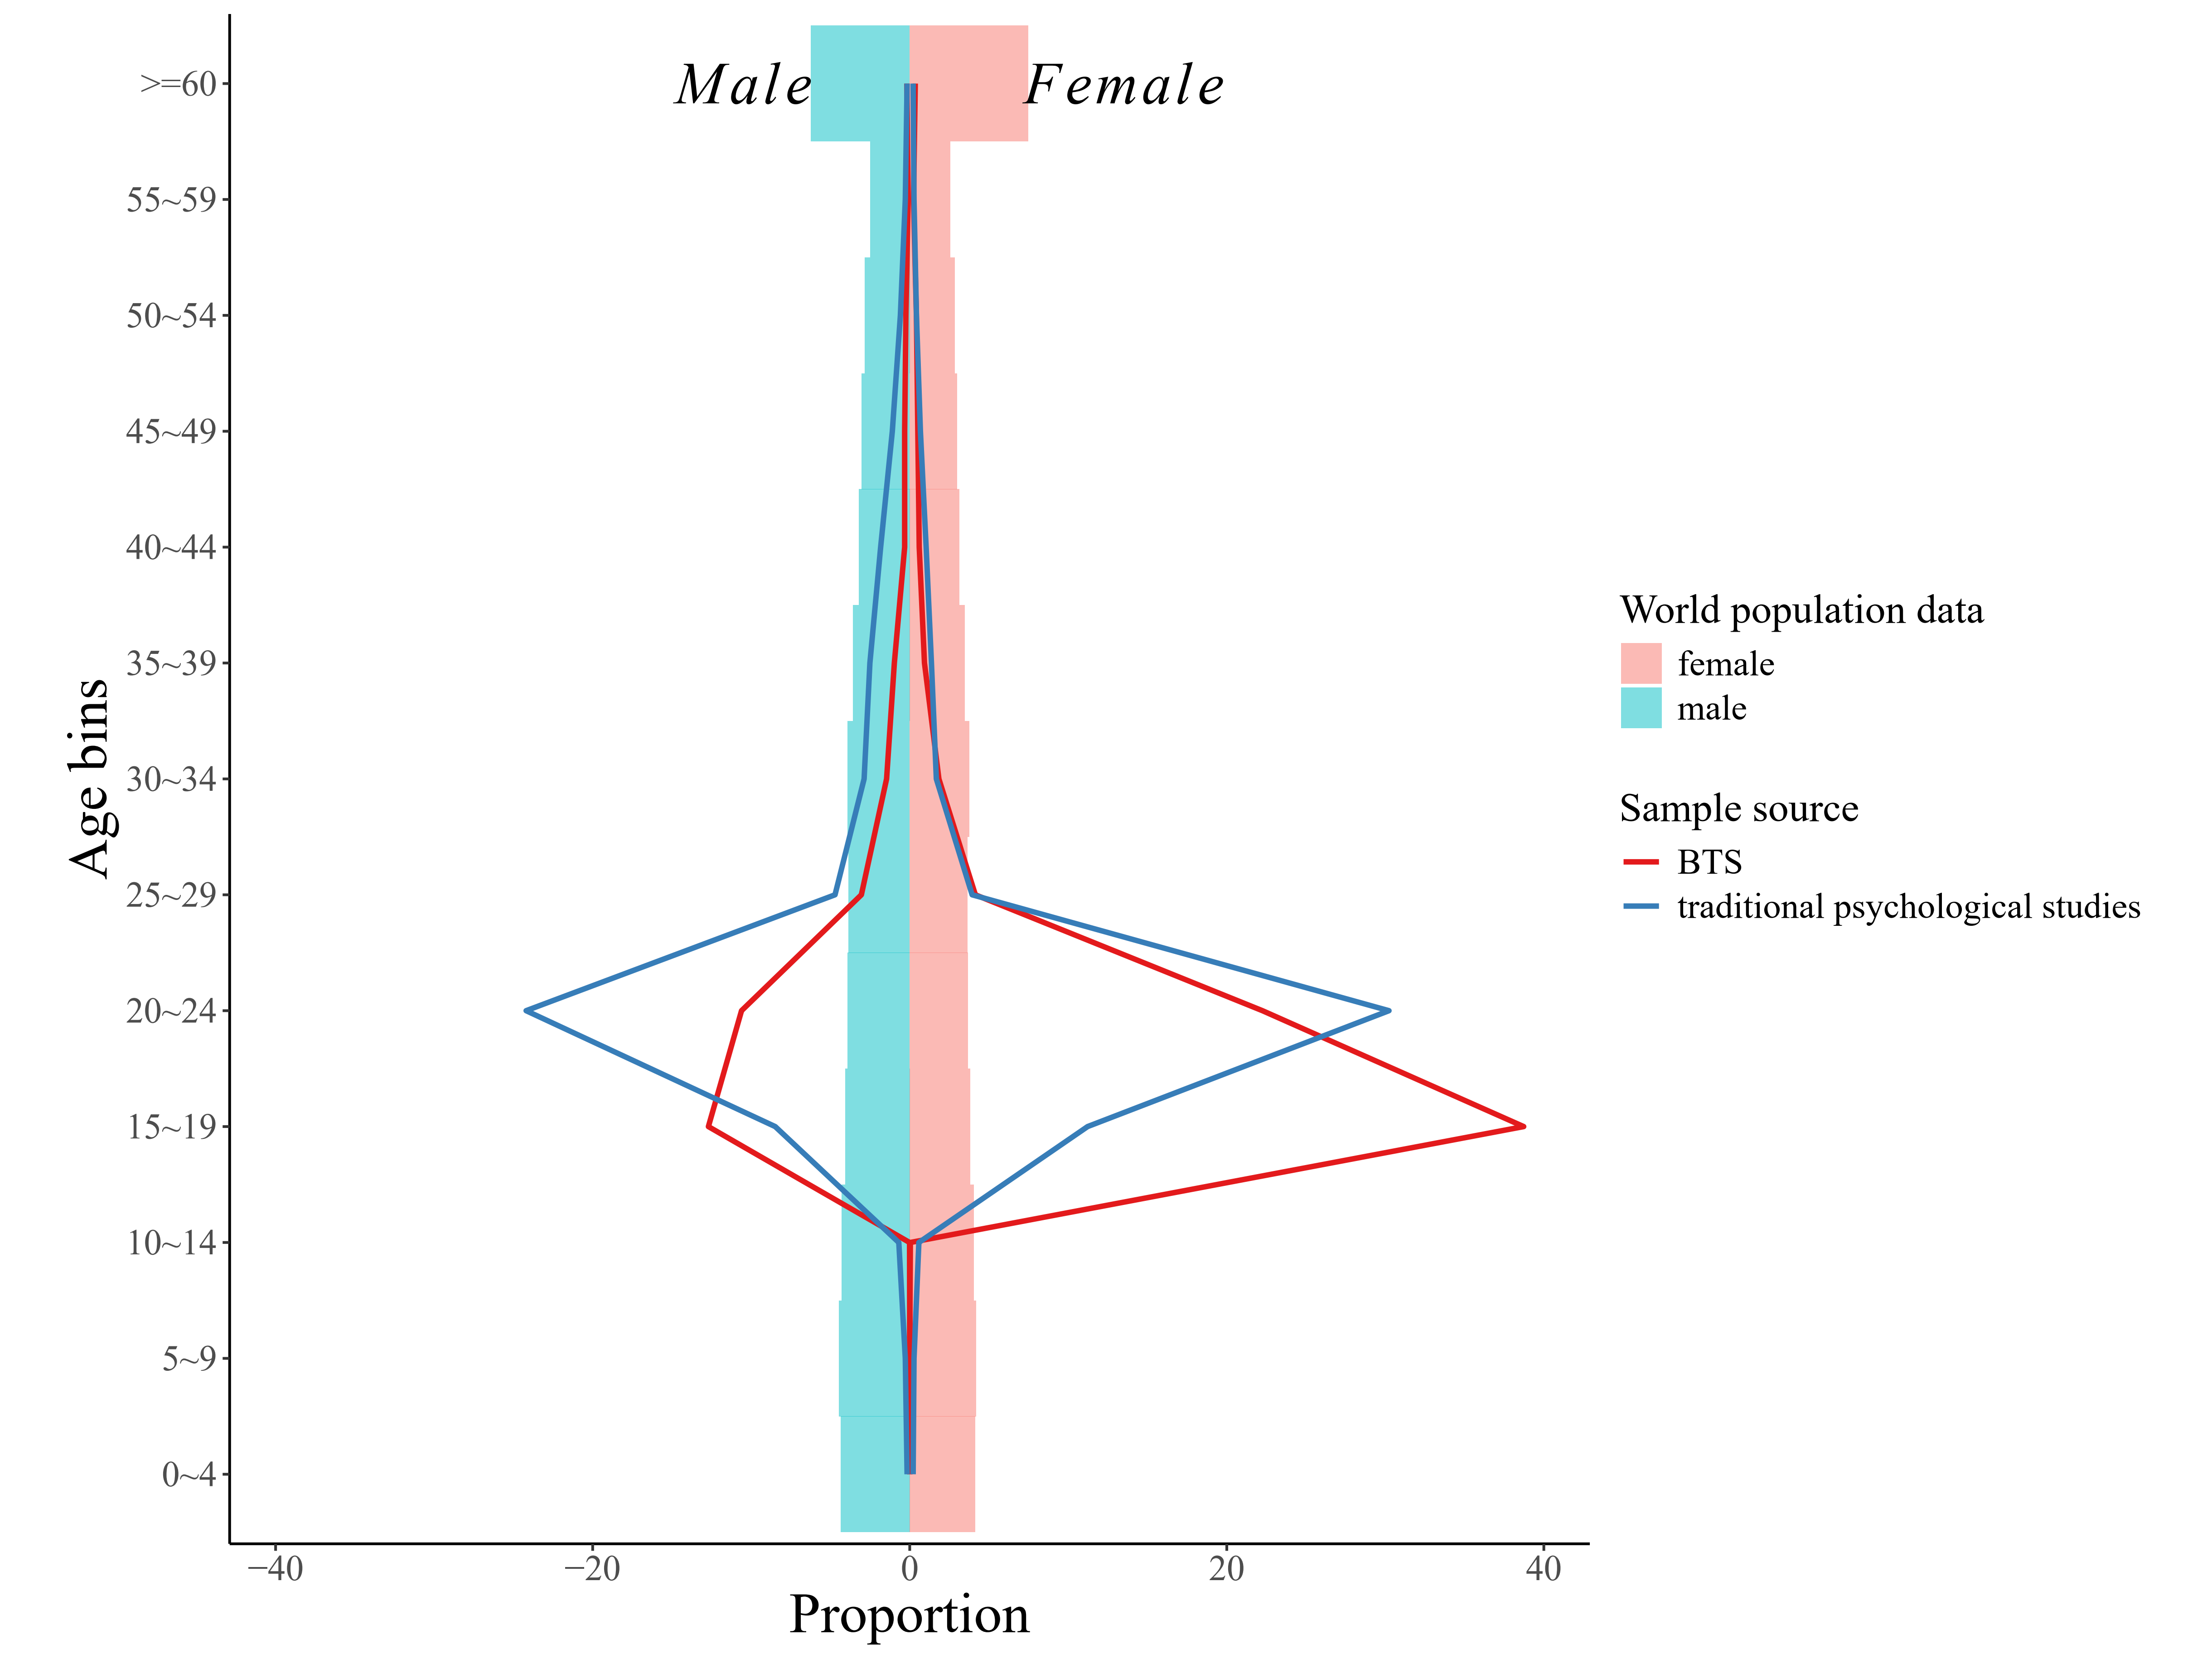 Male Female
>=60
55~59
50~54
45~49
40~44
35~39
30~34
25~29
20~24
15~19
10~14
5~9
0~4
Age bins
−40 −20 0 20 40
Proportion
World population data
female
male
Sample source
BTS
traditional psychological studies